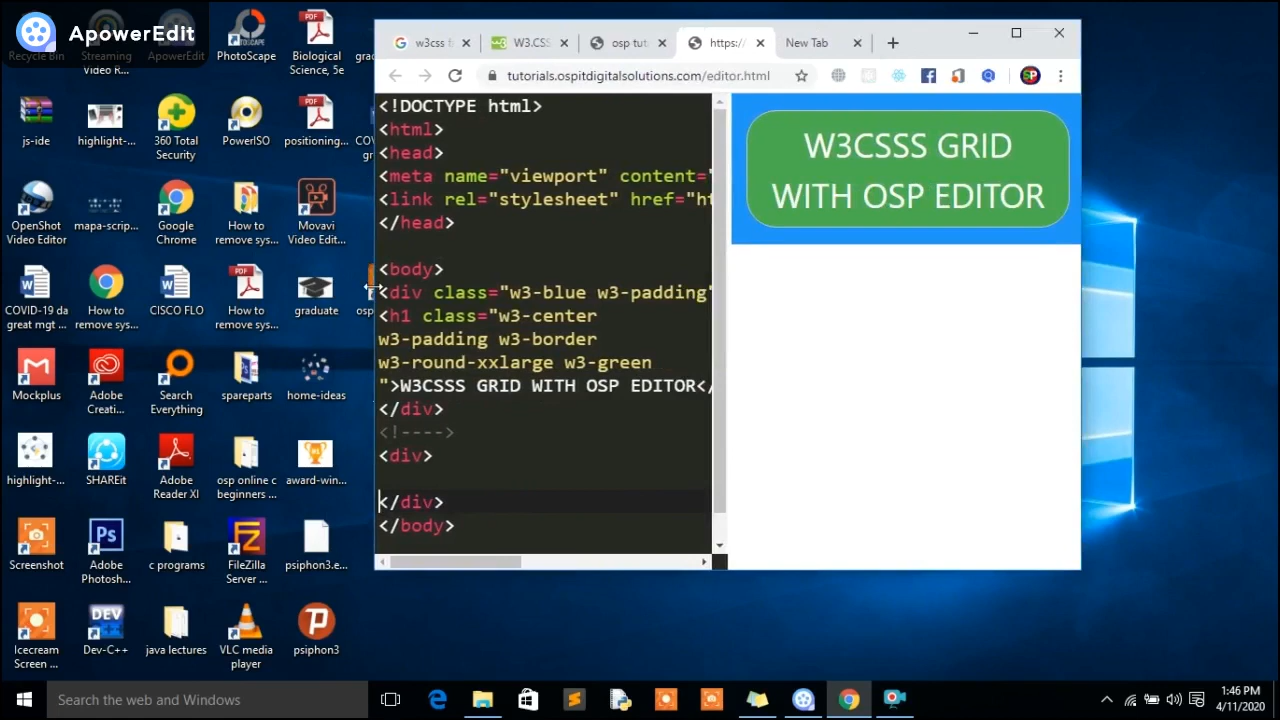 ApowerEdit
Recycle Bin
Streaming
Video R...
ApowerEdit
PhotoScape
Biological
Science, 5e
js-ide
highlight-...
360 Total
Security
PowerISO
positioning...
OpenShot
Video Editor
mapa-scrip...
Google
Chrome
How to
remove sys...
Movavi
Video Edit...
COVID-19 da
great mgt ...
How to
remove sys...
CISCO FLO
How to
remove sys...
graduate
Mockplus
Adobe
Creati...
Search
Everything
spareparts
home-ideas
highlight-...
SHAREit
Adobe
Reader XI
osp online c
beginners ...
award-win...
Screenshot
Adobe
Photosh...
c programs
FileZilla
Server ...
psiphon3.e...
Icecream
Screen ...
Dev-C++
java lectures
VLC media
player
psiphon3
w3css f
W3.CSS
osp tut
https://
New Tab
tutorials.ospitdigitalsolutions.com/editor.html
<!DOCTYPE html>
<html>
<head>
<meta name="viewport" content="
<link rel="stylesheet" href="ht
</head>
<body>
<div class="w3-blue w3-padding"
<h1 class="w3-center
w3-padding w3-border
w3-round-xxlarge w3-green
">W3CSSS GRID WITH OSP EDITOR</
</div>
<!---->
<div>
</div>
</body>
W3CSSS GRID
WITH OSP EDITOR
Search the web and Windows
1:46 PM
4/11/2020